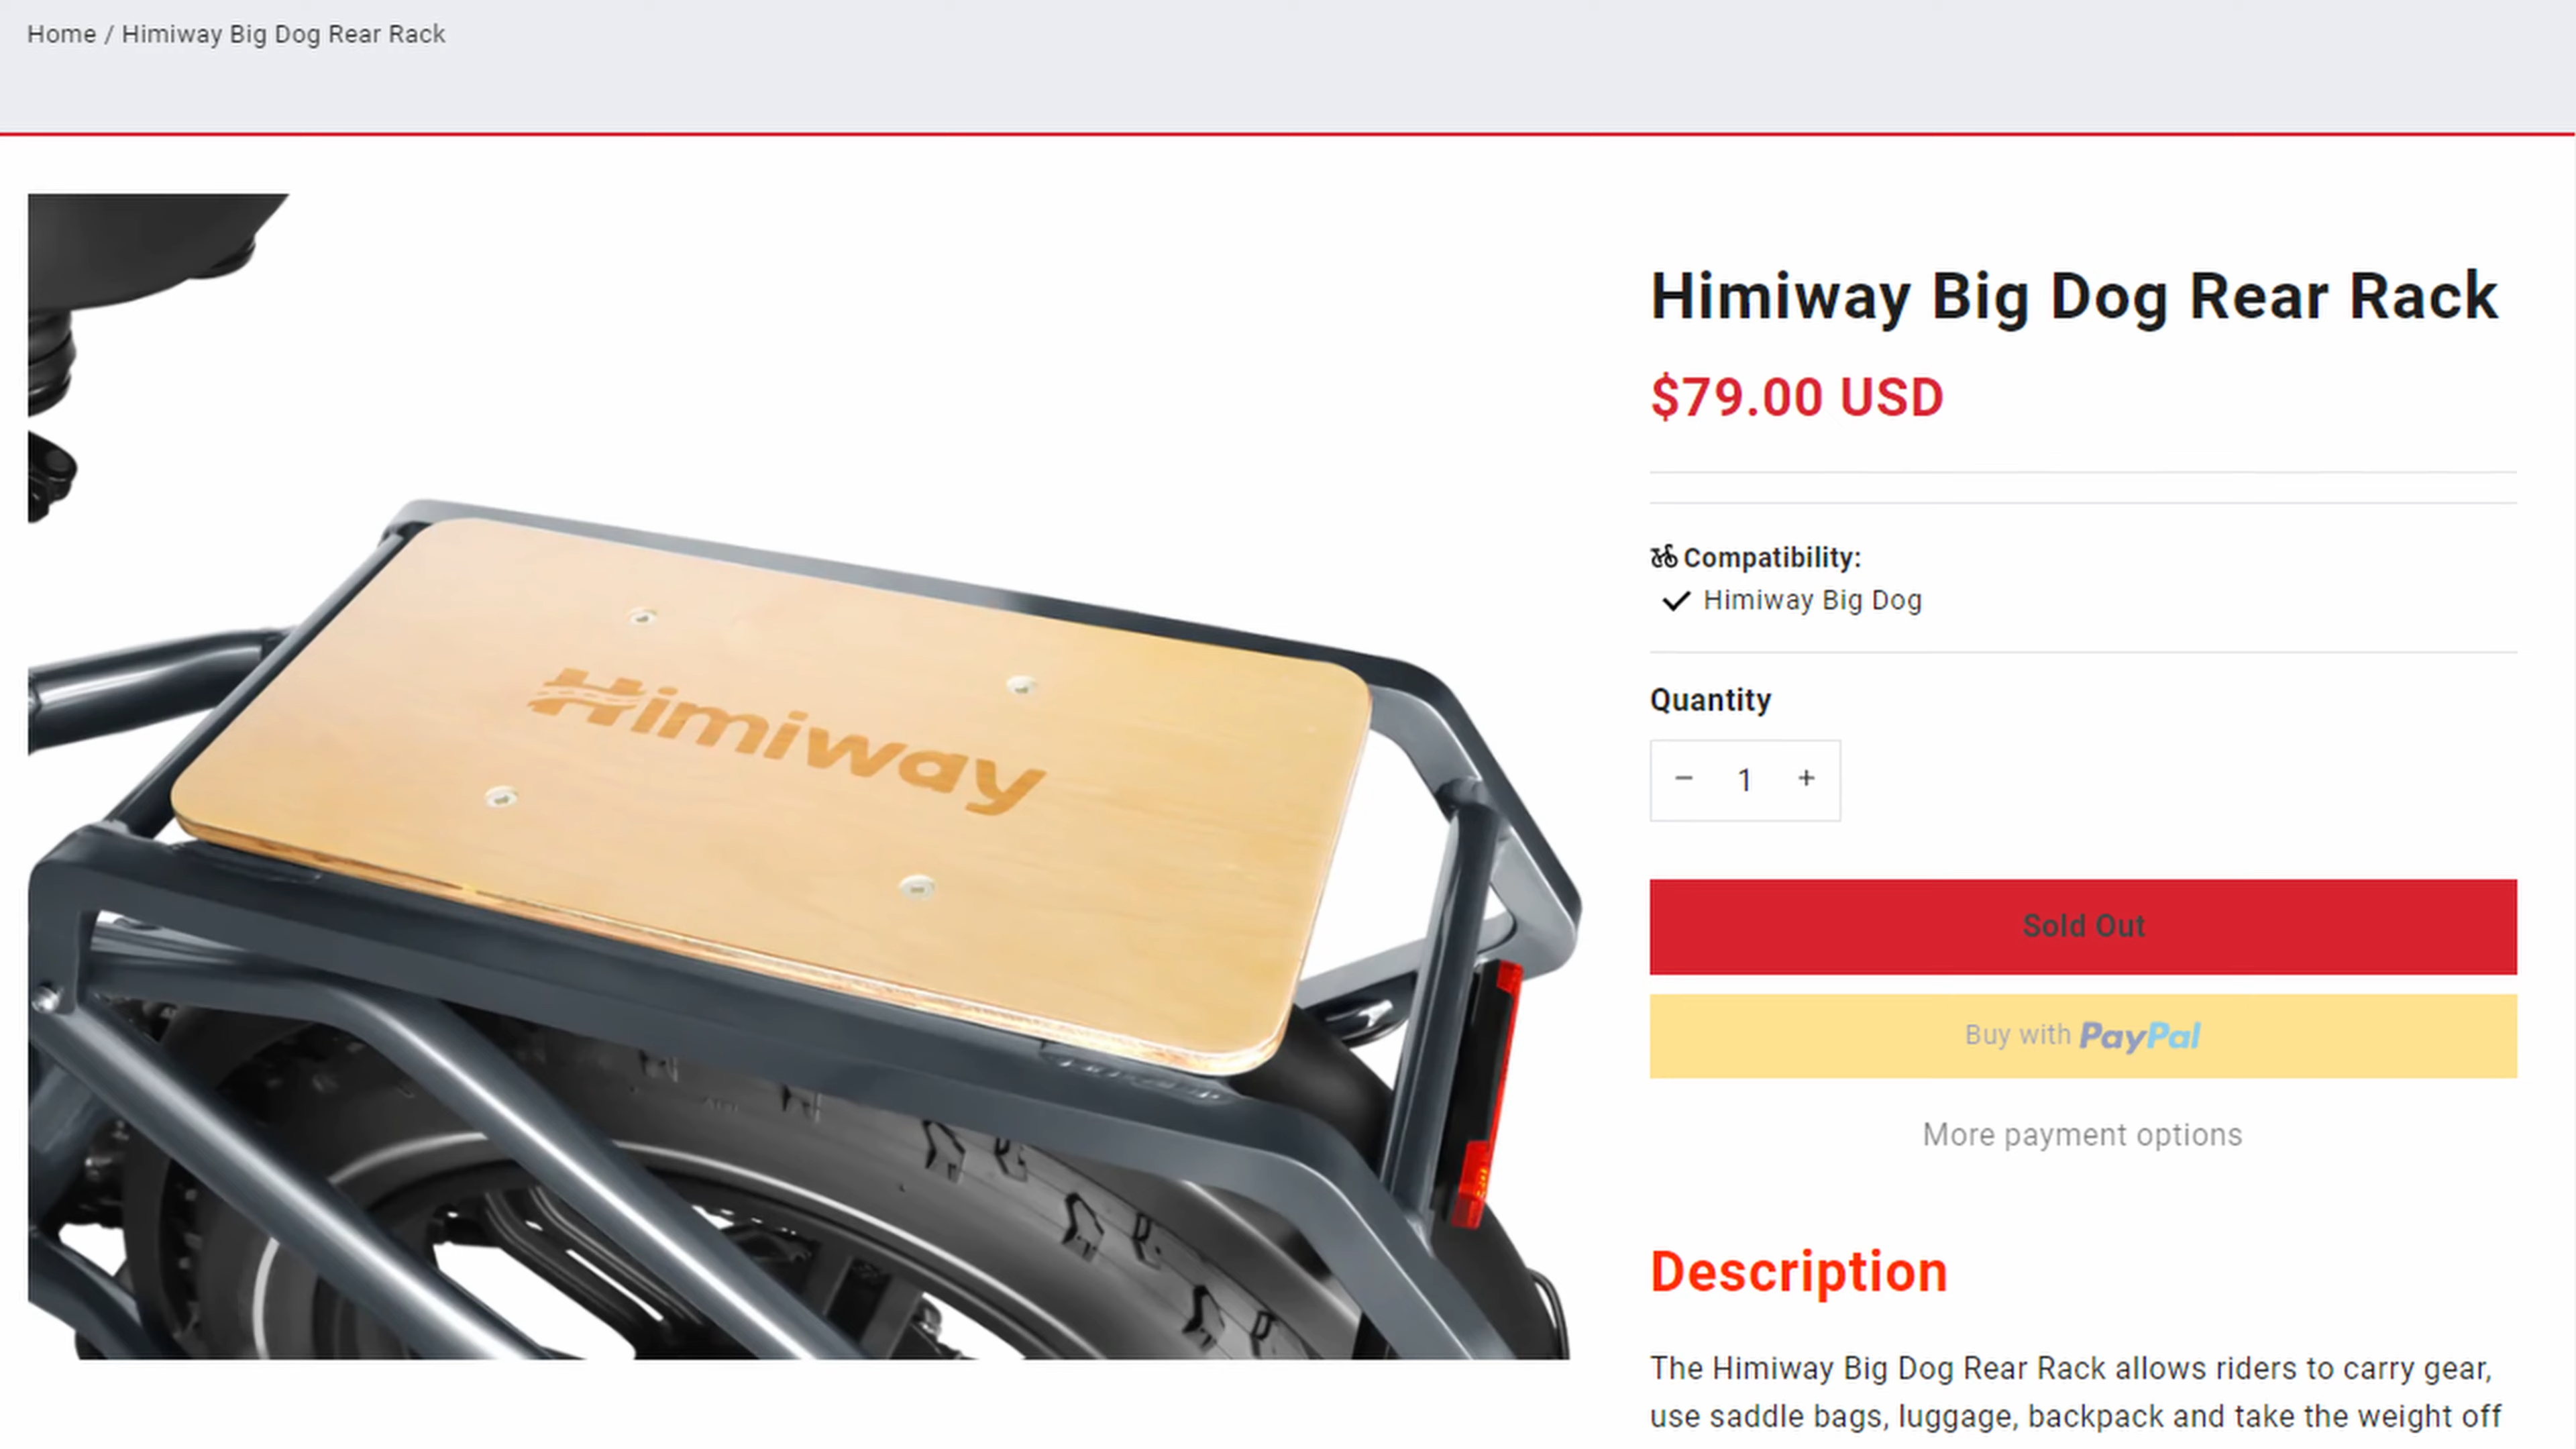 Home / Himiway Big Dog Rear Rack
Himiway
Himiway Big Dog Rear Rack
$79.00 USD
Compatibility:
Himiway Big Dog
Quantity
− 1 +
Sold Out
Buy with PayPal
More payment options
Description
The Himiway Big Dog Rear Rack allows riders to carry gear,
use saddle bags, luggage, backpack and take the weight off